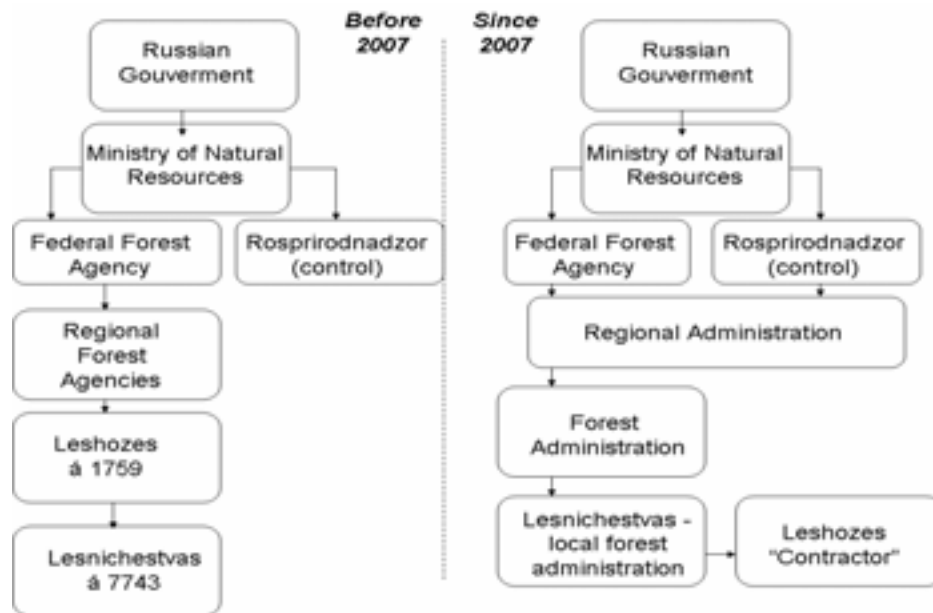 Before
2007
Russian
Gouverment
Ministry of Natural
Resources
Federal Forest
Agency
Rosprirodnadzor
(control)
Regional
Forest
Agencies
Leshozes
á 1759
Lesnichestvas
á 7743
Since
2007
Russian
Gouverment
Ministry of Natural
Resources
Federal Forest
Agency
Rosprirodnadzor
(control)
Regional Administration
Forest
Administration
Lesnichestvas -
local forest
administration
Leshozes
"Contractor"